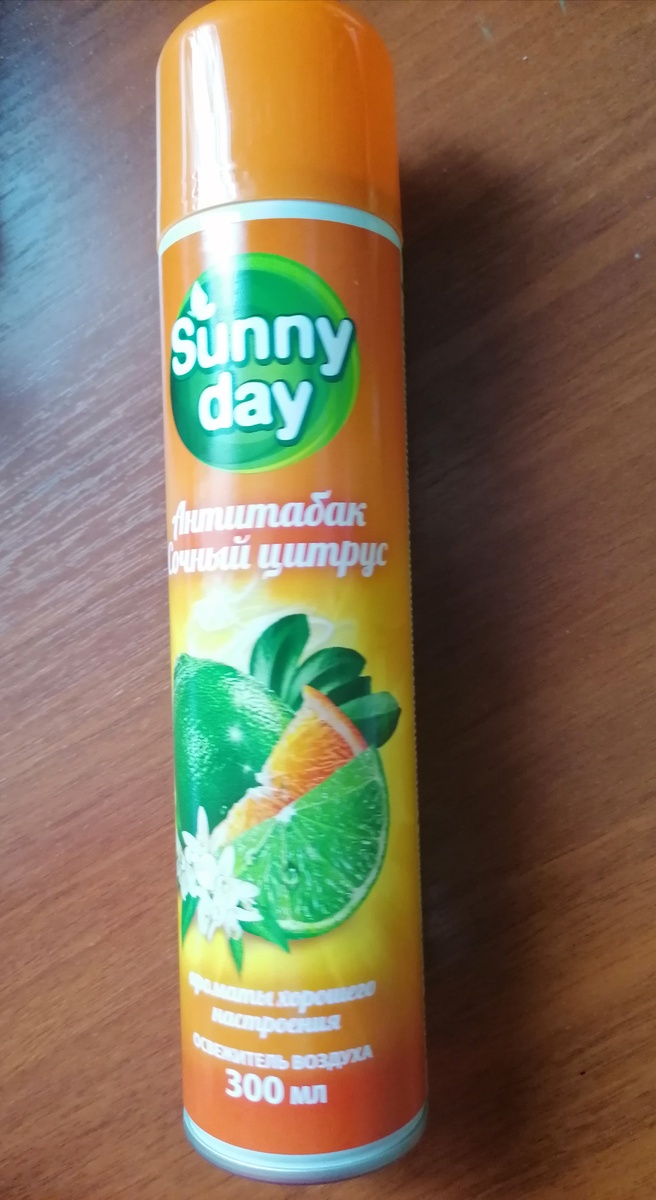 Sunny
day
Антитабак
Сочный цитрус
ароматы хорошего
настроения
ОСВЕЖИТЕЛЬ ВОЗДУХА
300 мл